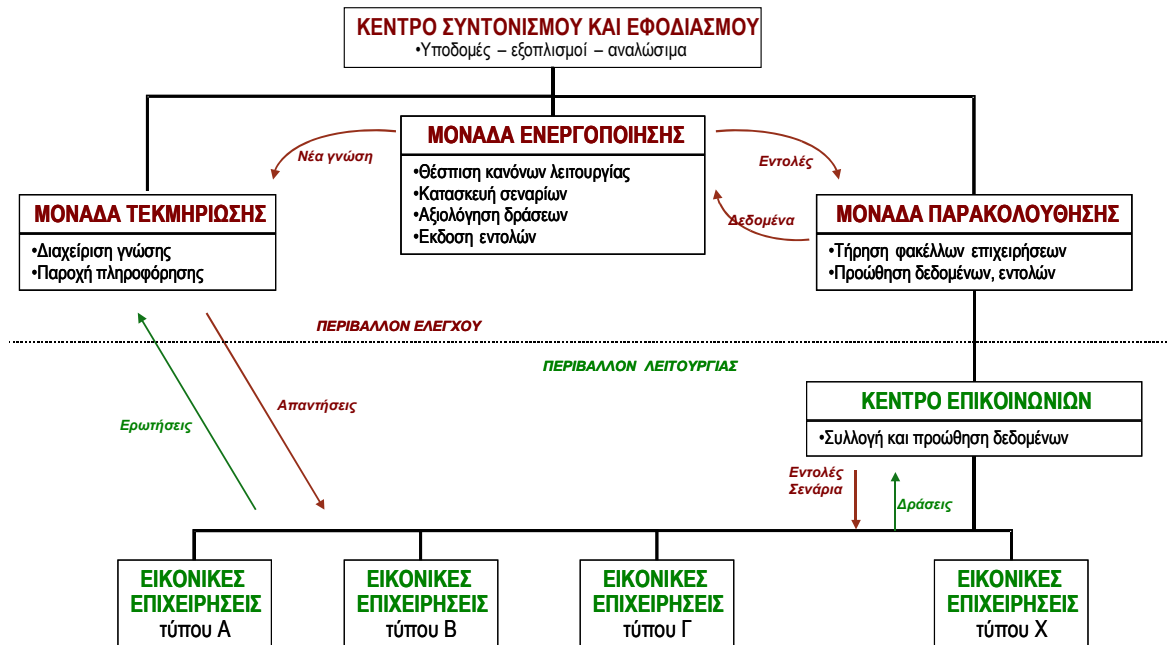 ΚΕΝΤΡΟ ΣΥΝΤΟΝΙΣΜΟΥ ΚΑΙ ΕΦΟΔΙΑΣΜΟΥ
•Υποδομές – εξοπλισμοί – αναλώσιμα
ΜΟΝΑΔΑ ΕΝΕΡΓΟΠΟΙΗΣΗΣ
•Θέσπιση κανόνων λειτουργίας
•Κατασκευή σεναρίων
•Αξιολόγηση δράσεων
•Εκδοση εντολών
Νέα γνώση
Εντολές
Δεδομένα
ΜΟΝΑΔΑ ΤΕΚΜΗΡΙΩΣΗΣ
•Διαχείριση γνώσης
•Παροχή πληροφόρησης
ΜΟΝΑΔΑ ΠΑΡΑΚΟΛΟΥΘΗΣΗΣ
•Τήρηση φακέλλων επιχειρήσεων
•Προώθηση δεδομένων, εντολών
ΠΕΡΙΒΑΛΛΟΝ ΕΛΕΓΧΟΥ
ΠΕΡΙΒΑΛΛΟΝ ΛΕΙΤΟΥΡΓΙΑΣ
Ερωτήσεις
Απαντήσεις
ΚΕΝΤΡΟ ΕΠΙΚΟΙΝΩΝΙΩΝ
•Συλλογή και προώθηση δεδομένων
Εντολές
Σενάρια
Δράσεις
ΕΙΚΟΝΙΚΕΣ
ΕΠΙΧΕΙΡΗΣΕΙΣ
τύπου Α
ΕΙΚΟΝΙΚΕΣ
ΕΠΙΧΕΙΡΗΣΕΙΣ
τύπου Β
ΕΙΚΟΝΙΚΕΣ
ΕΠΙΧΕΙΡΗΣΕΙΣ
τύπου Γ
ΕΙΚΟΝΙΚΕΣ
ΕΠΙΧΕΙΡΗΣΕΙΣ
τύπου Χ